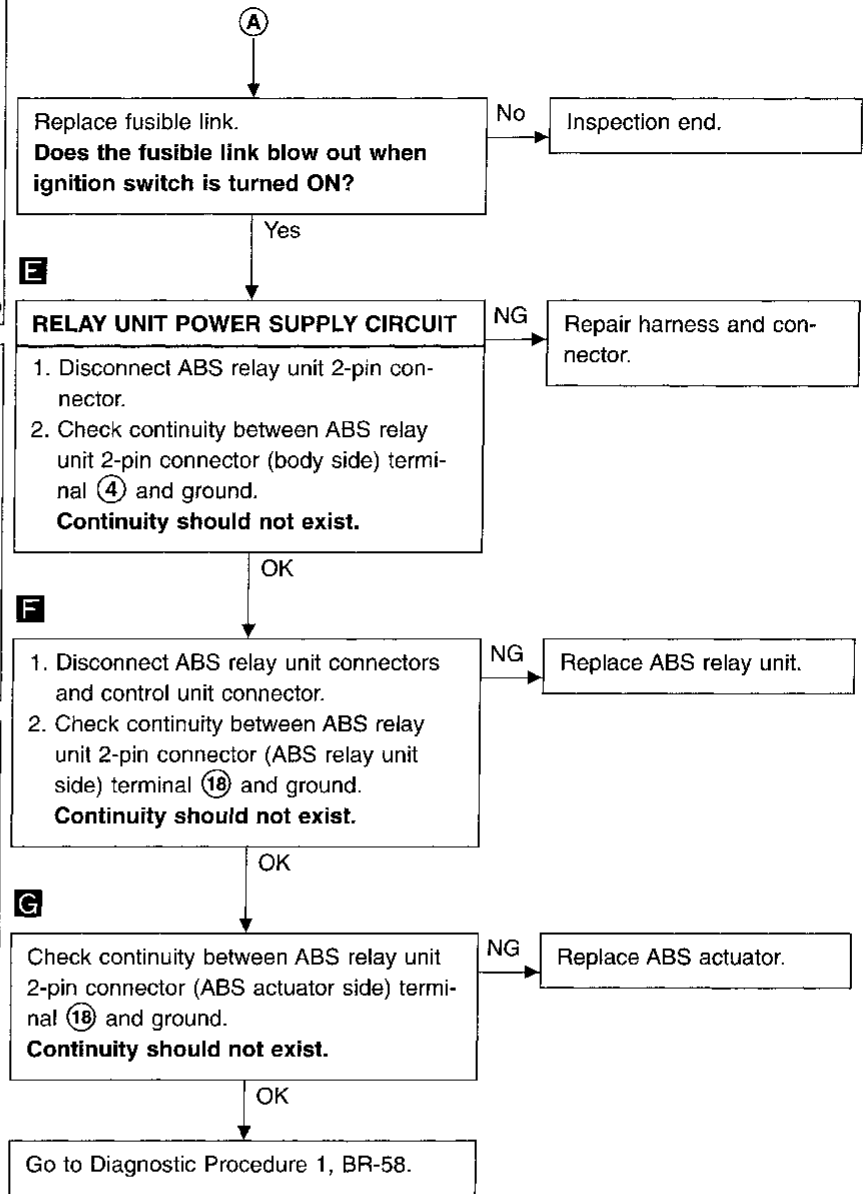 A
Replace fusible link.
Does the fusible link blow out when
ignition switch is turned ON?
No
Inspection end.
Yes
E
RELAY UNIT POWER SUPPLY CIRCUIT
NG
Repair harness and con-
nector.
1. Disconnect ABS relay unit 2-pin con-
nector.
2. Check continuity between ABS relay
unit 2-pin connector (body side) termi-
nal ④ and ground.
Continuity should not exist.
OK
F
1. Disconnect ABS relay unit connectors
and control unit connector.
2. Check continuity between ABS relay
unit 2-pin connector (ABS relay unit
side) terminal ⑱ and ground.
Continuity should not exist.
NG
Replace ABS relay unit.
OK
G
Check continuity between ABS relay unit
2-pin connector (ABS actuator side) termi-
nal ⑱ and ground.
Continuity should not exist.
NG
Replace ABS actuator.
OK
Go to Diagnostic Procedure 1, BR-58.